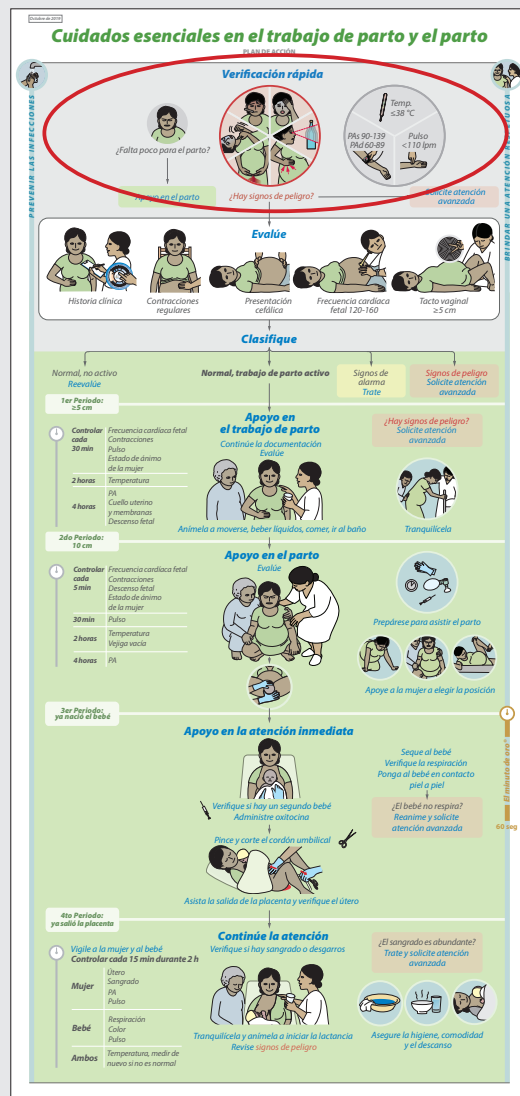 Octubre de 2019
Cuidados esenciales en el trabajo de parto y el parto
PLAN DE ACCIÓN
PREVENIR LAS INFECCIONES
BRINDAR UNA ATENCIÓN RESPETUOSA
Verificación rápida
¿Falta poco para el parto?
Temp.
≤38 °C
PAs 90-139
PAd 60-89
Pulso
<110 lpm
Apoyo en el parto
¿Hay signos de peligro?
Solicite atención
avanzada
Evalúe
Historia clínica
Contracciones
regulares
Presentación
cefálica
Frecuencia cardíaca
fetal 120-160
Tacto vaginal
≥5 cm
Clasifique
Normal, no activo
Reevalúe
Normal, trabajo de parto activo
Signos de
alarma
Trate
Signos de peligro
Solicite atención
avanzada
1er Periodo:
≥5 cm
Controlar
cada
30 min
Frecuencia cardíaca fetal
Contracciones
Pulso
Estado de ánimo
de la mujer
2 horas
Temperatura
4 horas
PA
Cuello uterino
y membranas
Descenso fetal
Apoyo en
el trabajo de parto
Continúe la documentación
Evalúe
Anímela a moverse, beber líquidos, comer, ir al baño
¿Hay signos de peligro?
Solicite atención
avanzada
Tranquilícela
2do Periodo:
10 cm
Controlar
cada
5 min
Frecuencia cardíaca fetal
Contracciones
Descenso fetal
Estado de ánimo
de la mujer
30 min
Pulso
2 horas
Temperatura
Vejiga vacía
4 horas
PA
Apoyo en el parto
Evalúe
Prepárese para asistir el parto
Apoye a la mujer a elegir la posición
3er Periodo:
ya nació el bebé
Apoyo en la atención inmediata
Verifique si hay un segundo bebé
Administre oxitocina
Pince y corte el cordón umbilical
Asista la salida de la placenta y verifique el útero
Seque al bebé
Verifique la respiración
Ponga al bebé en contacto
piel a piel
¿El bebé no respira?
Reanime y solicite
atención avanzada
El minuto de oro®
60 seg
4to Periodo:
ya salió la placenta
Vigile a la mujer y al bebé
Controlar cada 15 min durante 2 h
Mujer
Útero
Sangrado
PA
Pulso
Bebé
Respiración
Color
Pulso
Ambos
Temperatura, medir de
nuevo si no es normal
Continúe la atención
Verifique si hay sangrado o desgarros
Tranquilícela y anímela a iniciar la lactancia
Revise signos de peligro
¿El sangrado es abundante?
Trate y solicite atención
avanzada
Asegure la higiene, comodidad
y el descanso